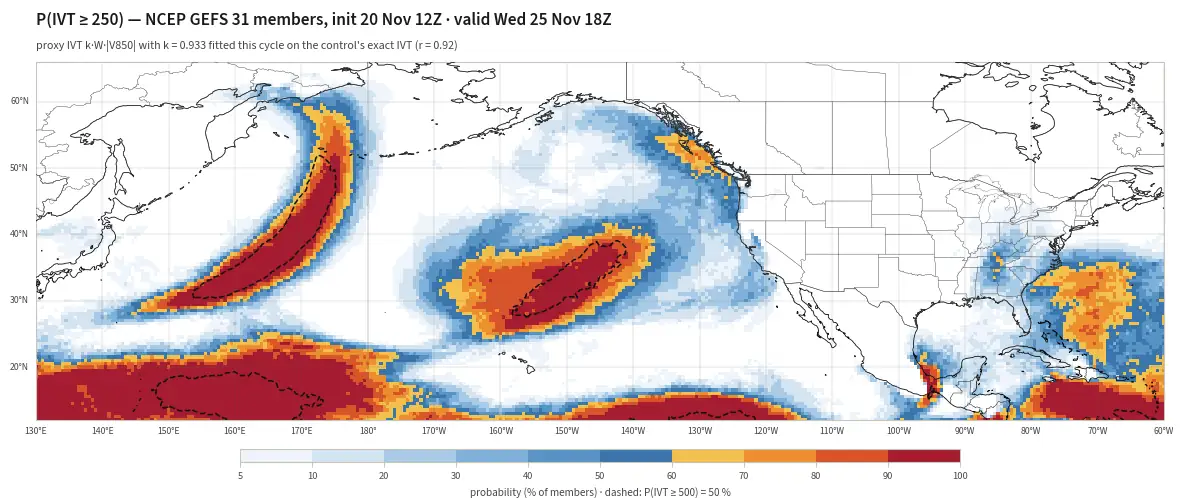 P(IVT ≥ 250) — NCEP GEFS 31 members, init 20 Nov 12Z · valid Wed 25 Nov 18Z
proxy IVT k·W·|V850| with k = 0.933 fitted this cycle on the control's exact IVT (r = 0.92)
60°N
50°N
40°N
30°N
20°N
130°E 140°E 150°E 160°E 170°E 180° 170°W 160°W 150°W 140°W 130°W 120°W 110°W 100°W 90°W 80°W 70°W 60°W
5 10 20 30 40 50 60 70 80 90 100
probability (% of members) · dashed: P(IVT ≥ 500) = 50 %